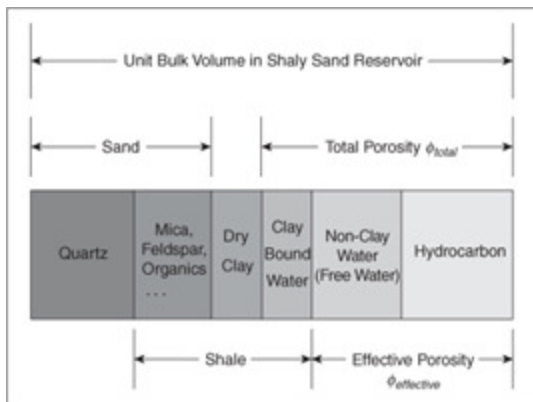 Unit Bulk Volume in Shaly Sand Reservoir
Sand
Total Porosity ϕtotal
Quartz
Mica,
Feldspar,
Organics
...
Dry
Clay
Clay
Bound
Water
Non-Clay
Water
(Free Water)
Hydrocarbon
Shale
Effective Porosity
ϕeffective